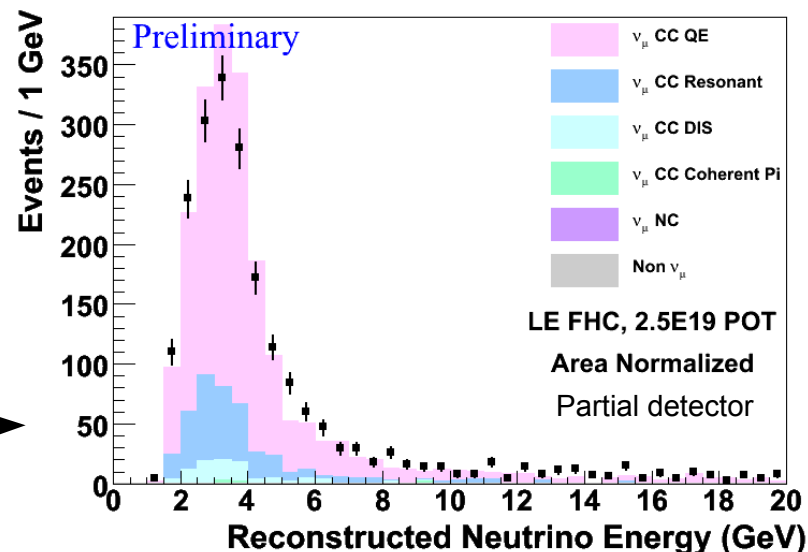 Preliminary
Events / 1 GeV
350
300
250
200
150
100
50
0
ν_μ CC QE
ν_μ CC Resonant
ν_μ CC DIS
ν_μ CC Coherent Pi
ν_μ NC
Non ν_μ
LE FHC, 2.5E19 POT
Area Normalized
Partial detector
0 2 4 6 8 10 12 14 16 18 20
Reconstructed Neutrino Energy (GeV)